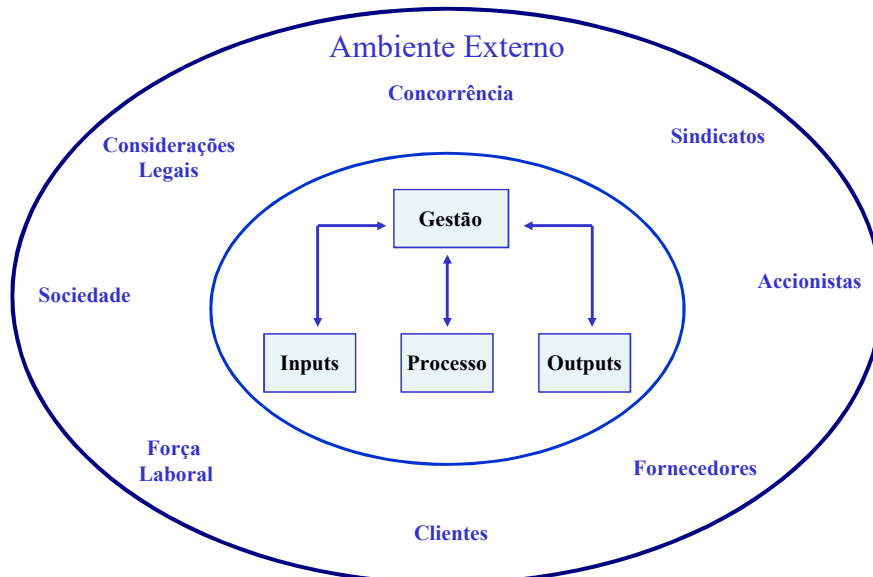 Ambiente Externo
Concorrência
Considerações
Legais
Sindicatos
Gestão
Sociedade
Accionistas
Inputs
Processo
Outputs
Força
Laboral
Fornecedores
Clientes